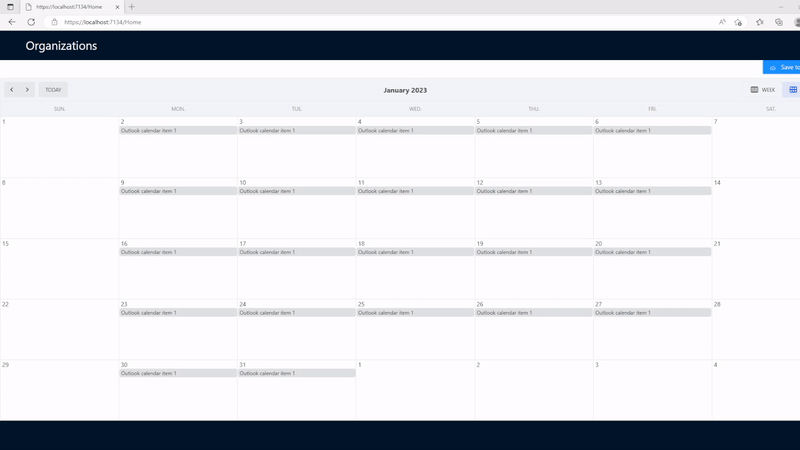 https://localhost:7134/Home
https://localhost:7134/Home
Organizations
Save to
TODAY
January 2023
WEEK
SUN. MON. TUE. WED. THU. FRI. SAT.
1 2 3 4 5 6 7
Outlook calendar item 1 Outlook calendar item 1 Outlook calendar item 1 Outlook calendar item 1 Outlook calendar item 1
8 9 10 11 12 13 14
Outlook calendar item 1 Outlook calendar item 1 Outlook calendar item 1 Outlook calendar item 1 Outlook calendar item 1
15 16 17 18 19 20 21
Outlook calendar item 1 Outlook calendar item 1 Outlook calendar item 1 Outlook calendar item 1 Outlook calendar item 1
22 23 24 25 26 27 28
Outlook calendar item 1 Outlook calendar item 1 Outlook calendar item 1 Outlook calendar item 1 Outlook calendar item 1
29 30 31 1 2 3 4
Outlook calendar item 1 Outlook calendar item 1